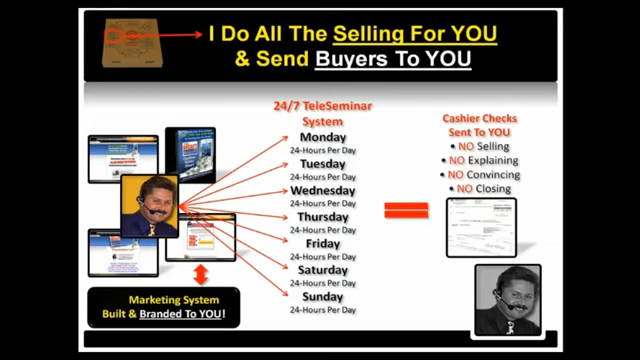 I Do All The Selling For YOU
& Send Buyers To YOU
24/7 TeleSeminar
System
Monday
24-Hours Per Day
Tuesday
24-Hours Per Day
Wednesday
24-Hours Per Day
Thursday
24-Hours Per Day
Friday
24-Hours Per Day
Saturday
24-Hours Per Day
Sunday
24-Hours Per Day
Cashier Checks
Sent To YOU
• NO Selling
• NO Explaining
• NO Convincing
• NO Closing
Marketing System
Built & Branded To YOU!